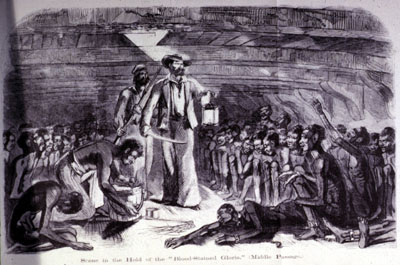 Scene in the Hold of the "Blood-Stained Gloria." (Middle Passage.)